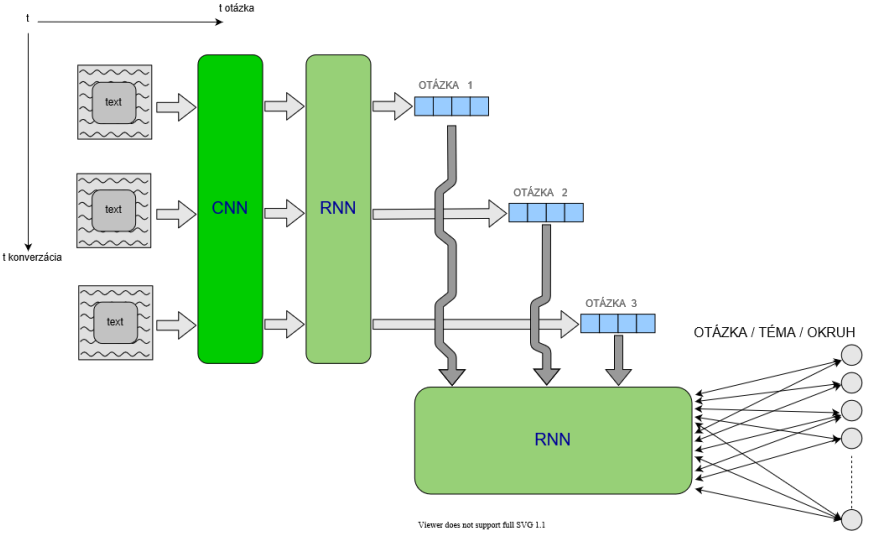 t otázka
t
OTÁZKA 1
text
CNN
RNN
OTÁZKA 2
text
t konverzácia
OTÁZKA 3
text
OTÁZKA / TÉMA / OKRUH
RNN
Viewer does not support full SVG 1.1